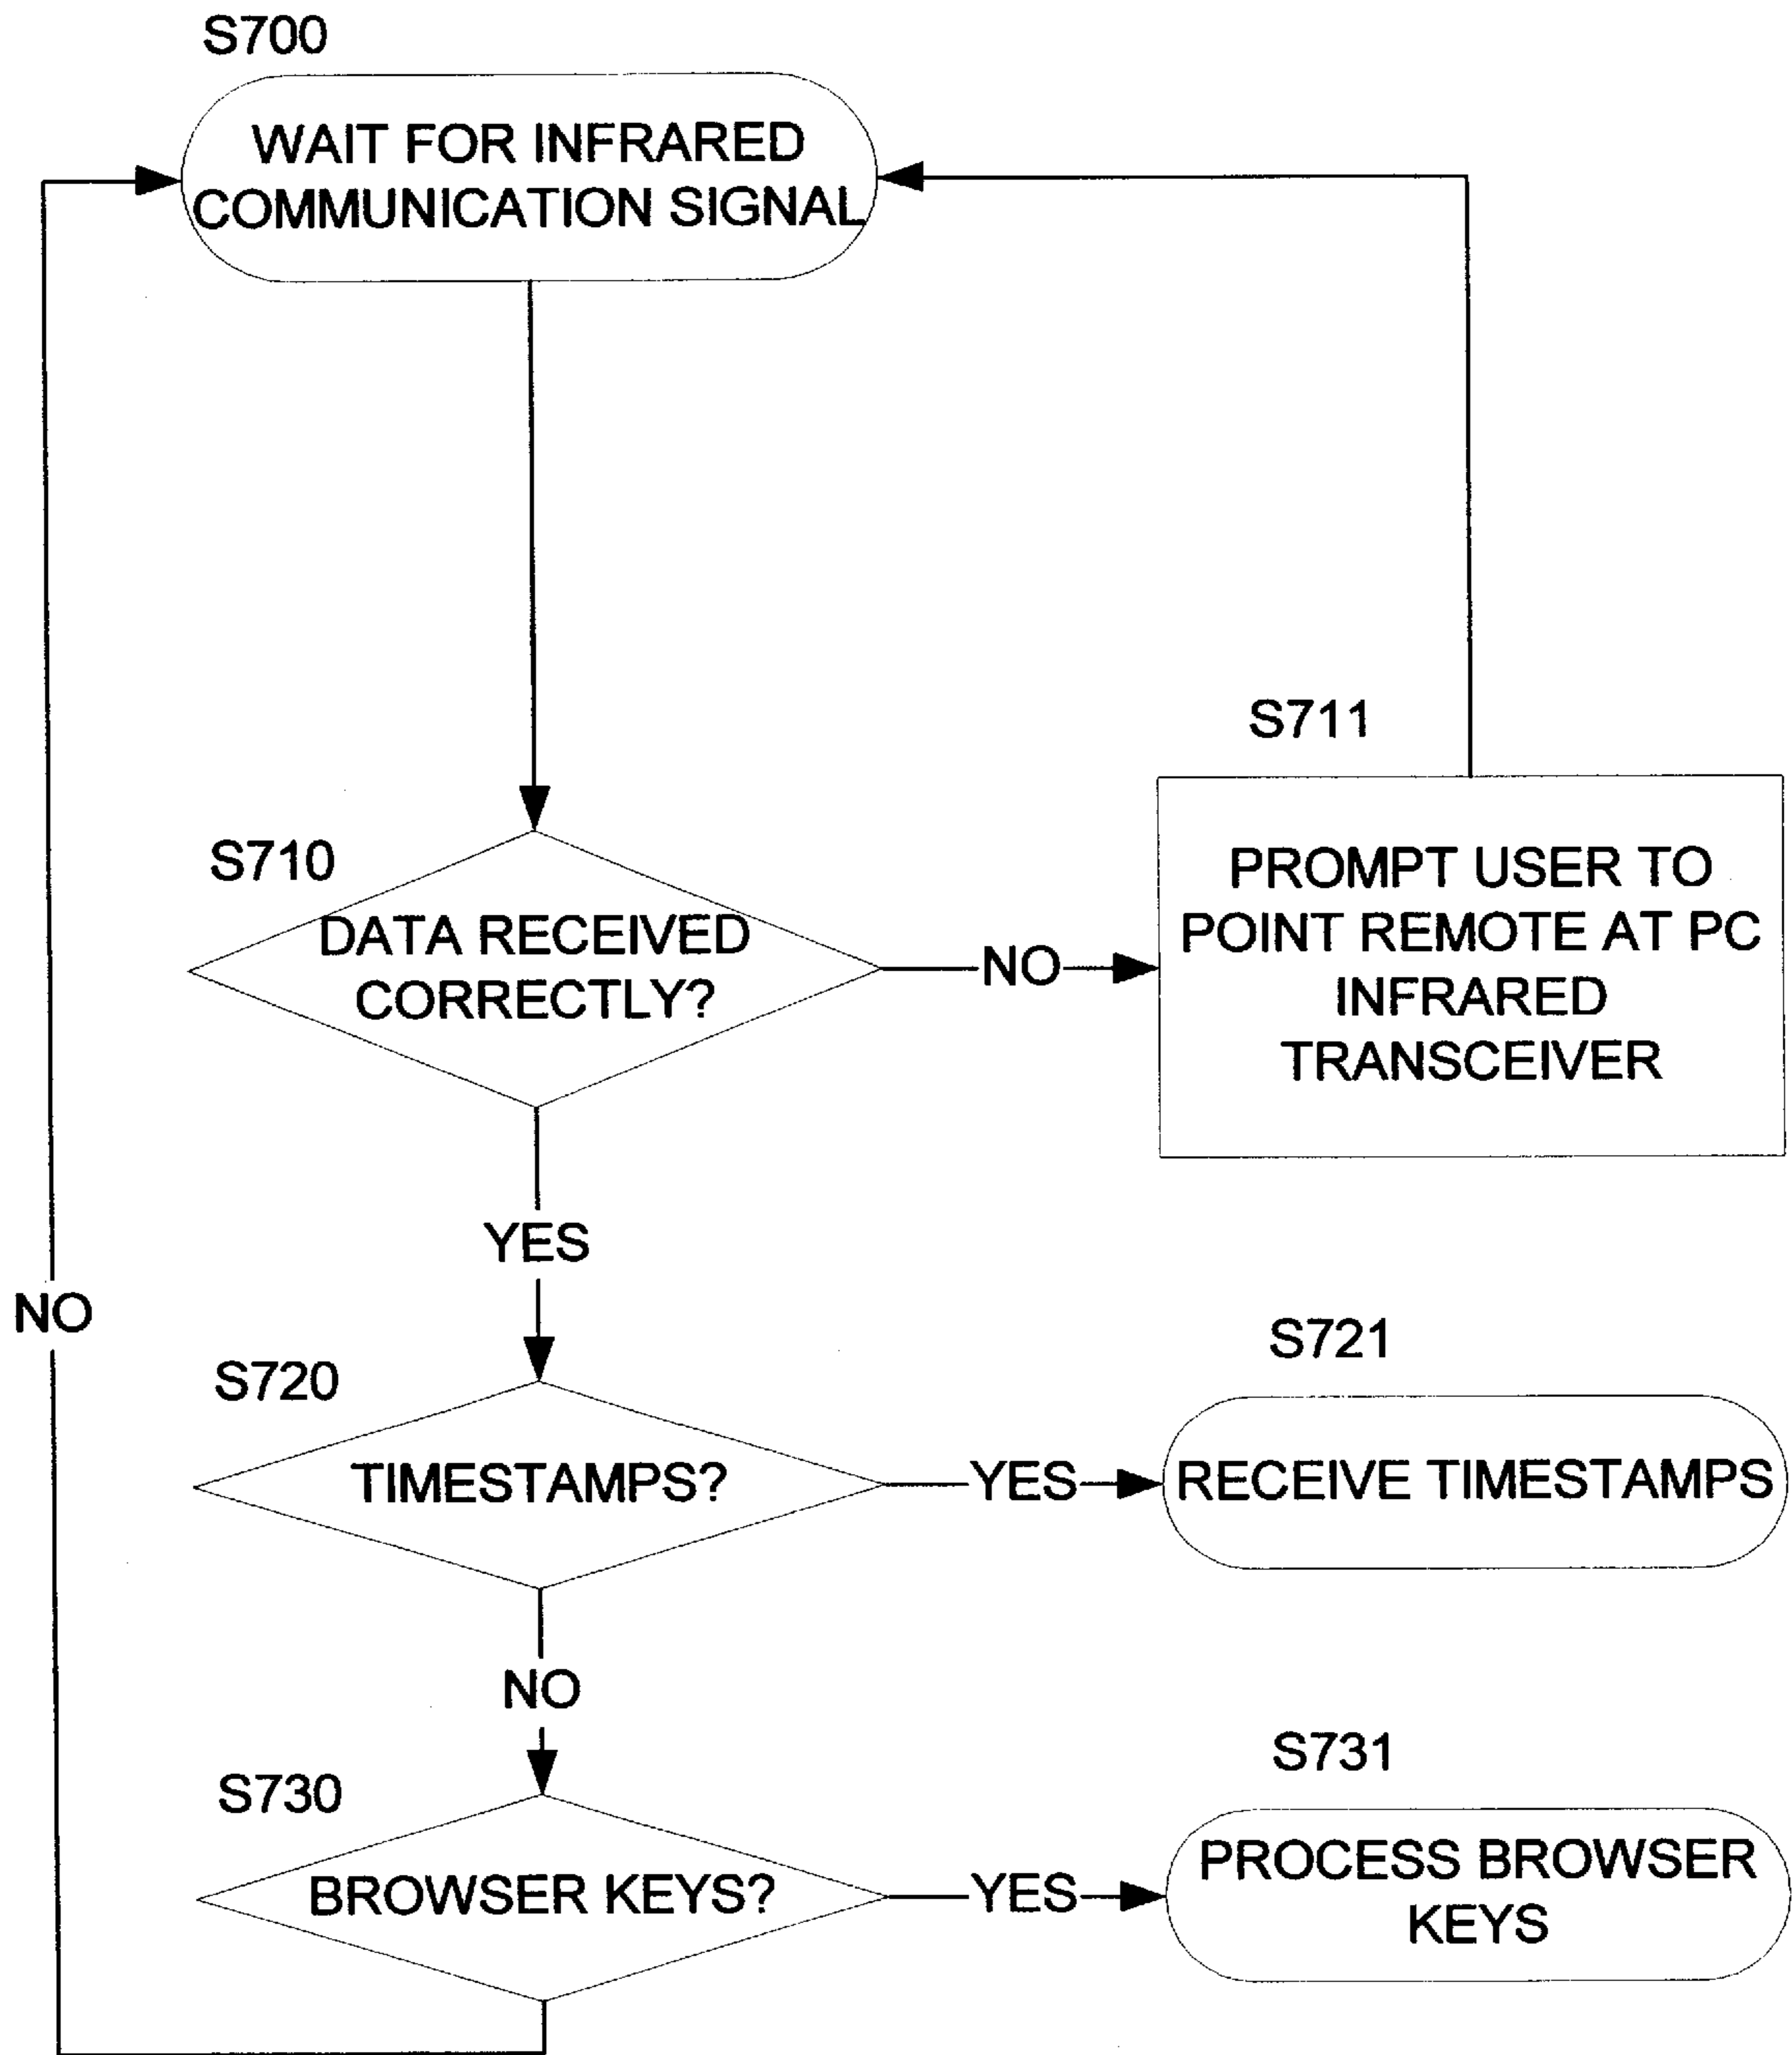 S700
WAIT FOR INFRARED
COMMUNICATION SIGNAL
S711
S710
PROMPT USER TO
POINT REMOTE AT PC
INFRARED
TRANSCEIVER
DATA RECEIVED
CORRECTLY?
NO
YES
NO
S721
S720
TIMESTAMPS?
YES
RECEIVE TIMESTAMPS
NO
S731
S730
BROWSER KEYS?
YES
PROCESS BROWSER
KEYS